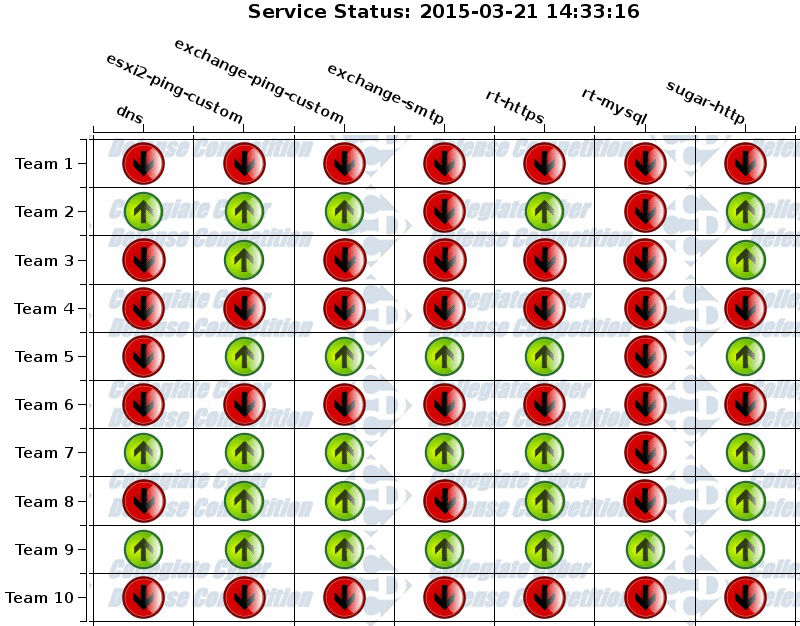 Service Status: 2015-03-21 14:33:16
dns
esxi2-ping-custom
exchange-ping-custom
exchange-smtp
rt-https
rt-mysql
sugar-http
Team 1
Team 2
Team 3
Team 4
Team 5
Team 6
Team 7
Team 8
Team 9
Team 10
Collegiate Cyber
Defense Competition